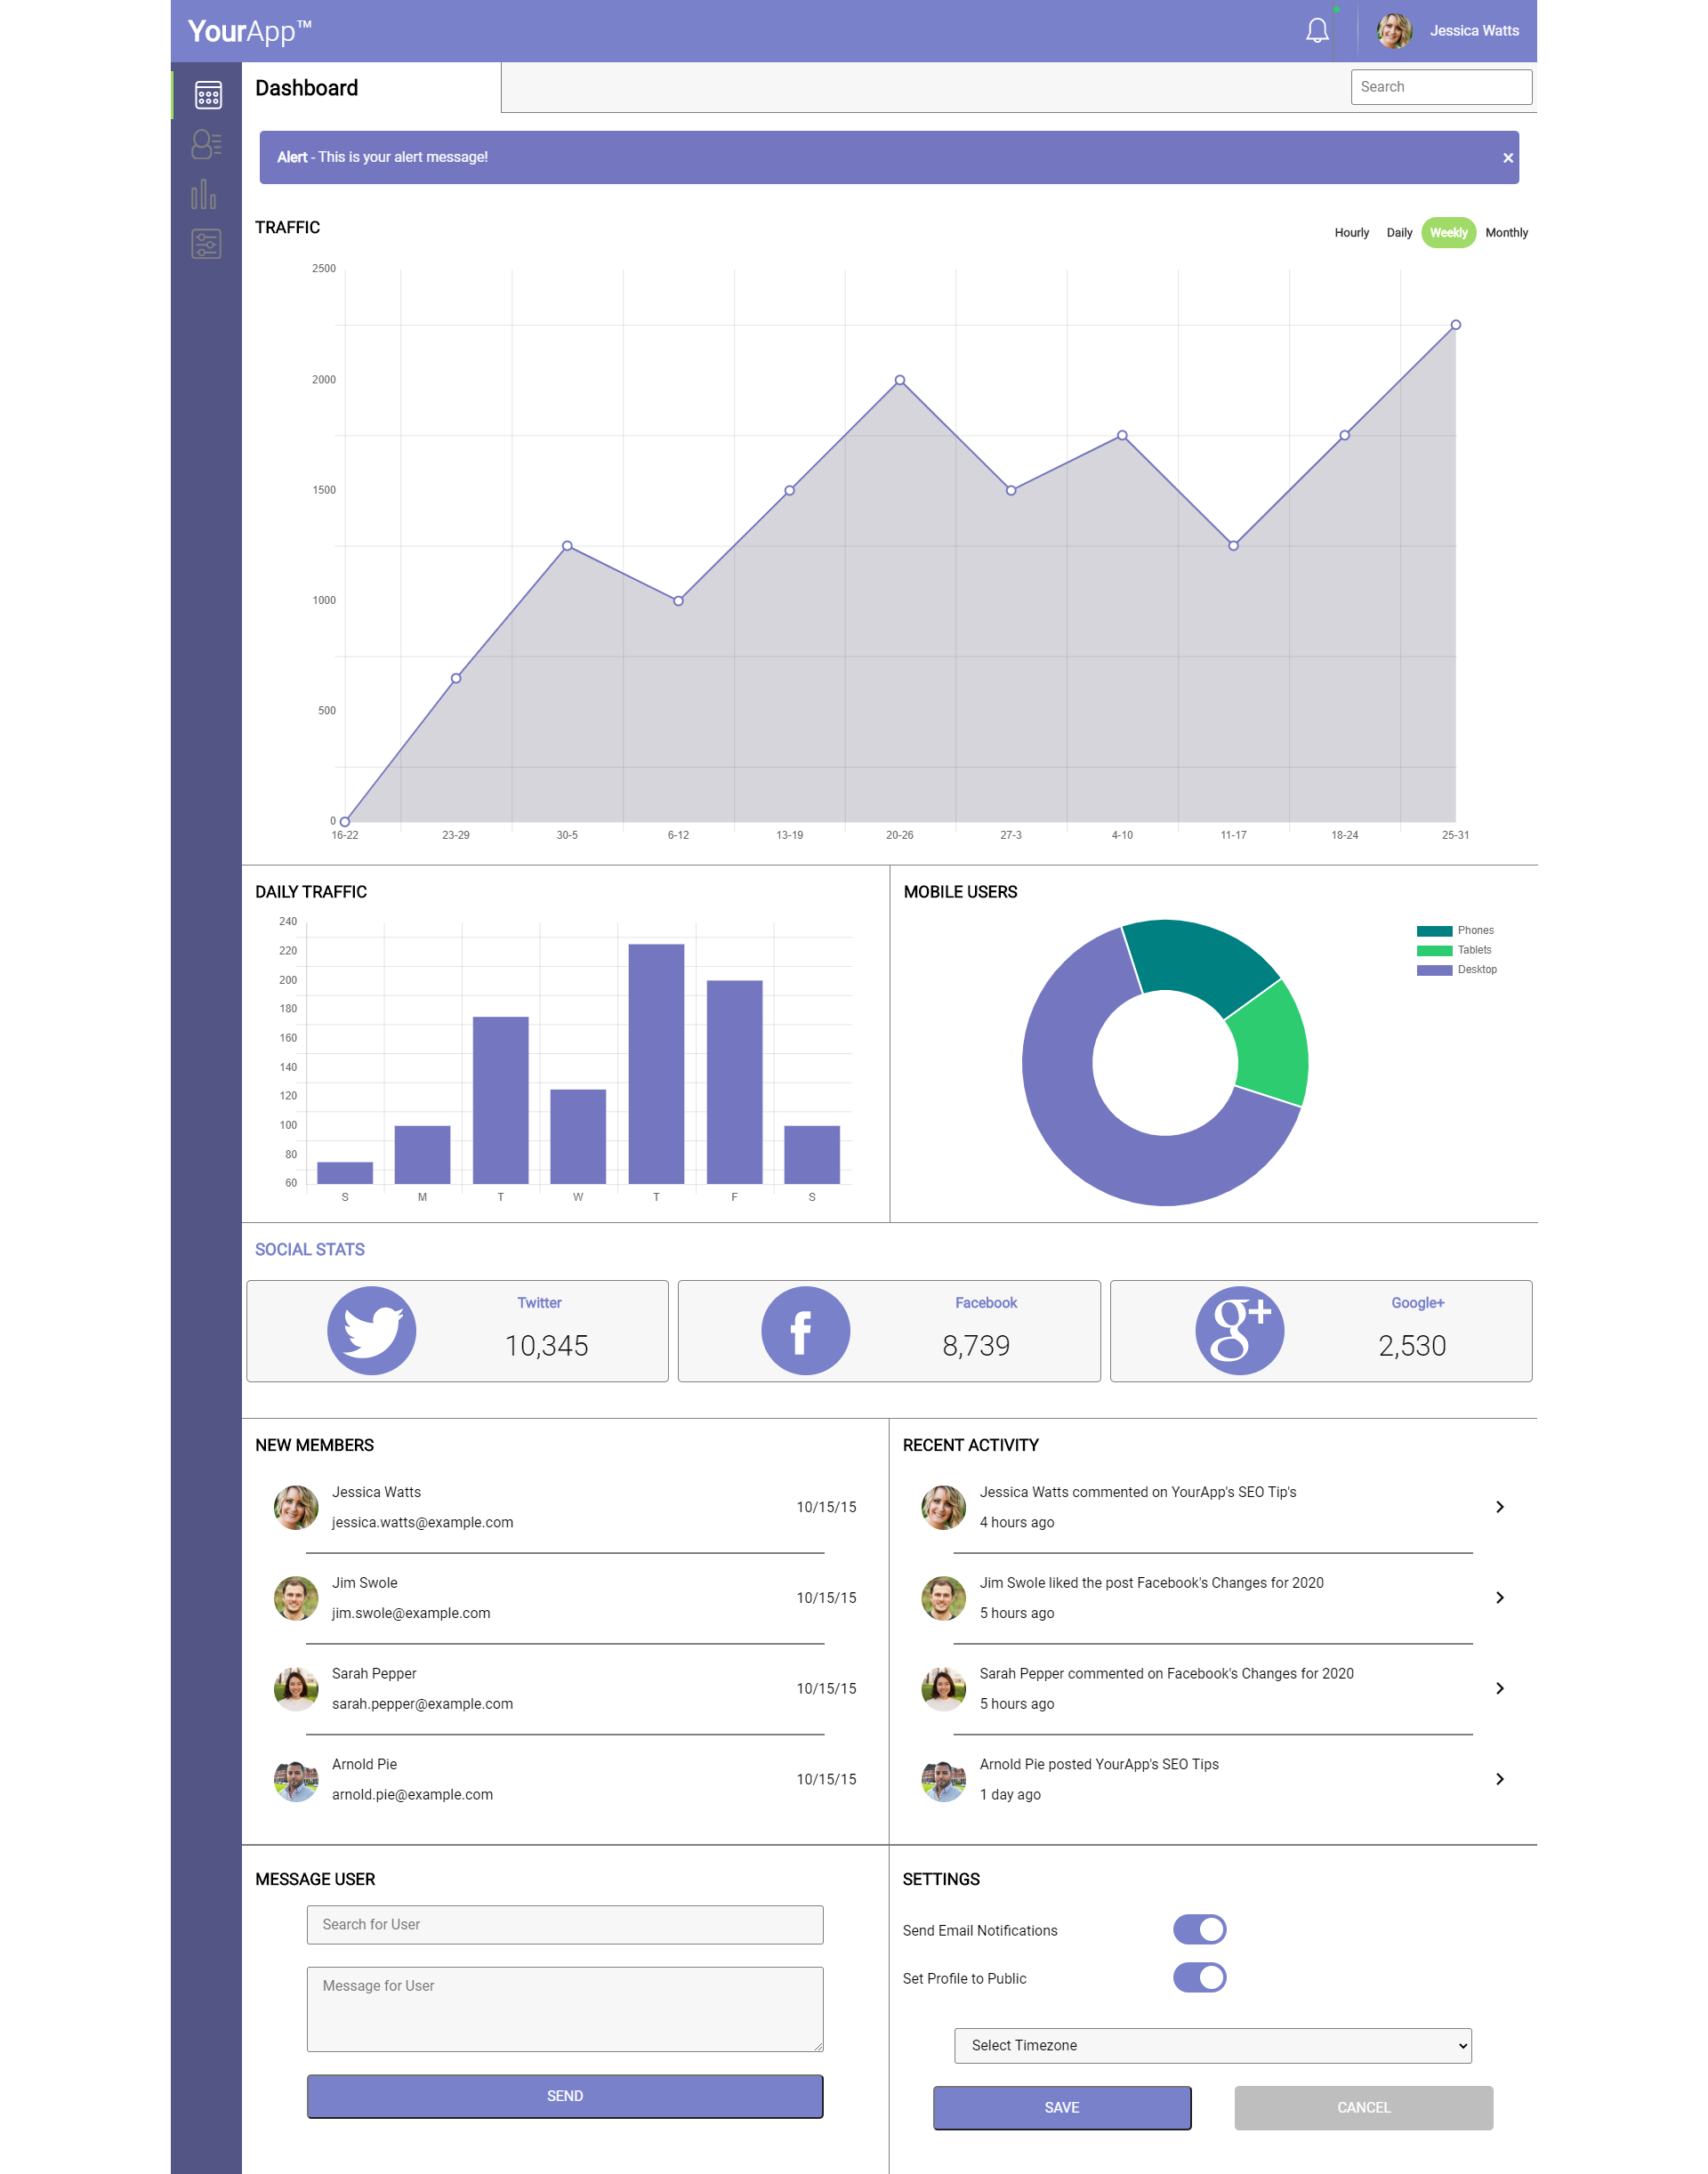 YourApp™
Jessica Watts
Dashboard
Search
Alert - This is your alert message!
×
TRAFFIC
Hourly Daily Weekly Monthly
2500
2000
1500
1000
500
0
16-22 23-29 30-5 6-12 13-19 20-26 27-3 4-10 11-17 18-24 25-31
DAILY TRAFFIC
240
220
200
180
160
140
120
100
80
60
S M T W T F S
MOBILE USERS
Phones
Tablets
Desktop
SOCIAL STATS
Twitter
10,345
f
Facebook
8,739
g+
Google+
2,530
NEW MEMBERS
Jessica Watts
jessica.watts@example.com
10/15/15
Jim Swole
jim.swole@example.com
10/15/15
Sarah Pepper
sarah.pepper@example.com
10/15/15
Arnold Pie
arnold.pie@example.com
10/15/15
RECENT ACTIVITY
Jessica Watts commented on YourApp's SEO Tip's
4 hours ago
Jim Swole liked the post Facebook's Changes for 2020
5 hours ago
Sarah Pepper commented on Facebook's Changes for 2020
5 hours ago
Arnold Pie posted YourApp's SEO Tips
1 day ago
MESSAGE USER
Search for User
Message for User
SEND
SETTINGS
Send Email Notifications
Set Profile to Public
Select Timezone
SAVE
CANCEL